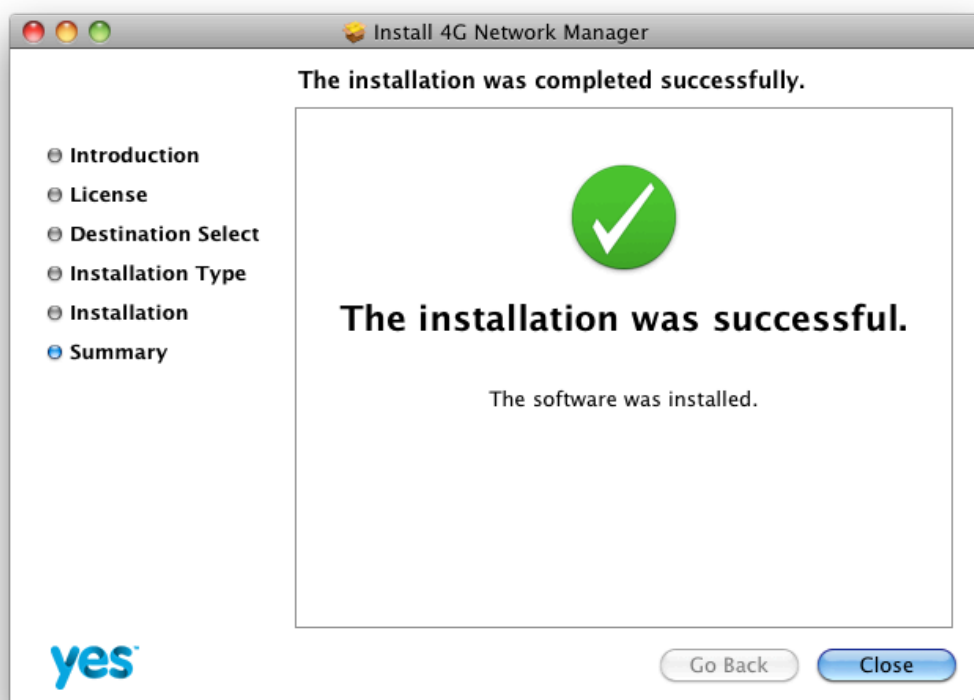 Install 4G Network Manager
The installation was completed successfully.
Introduction
License
Destination Select
Installation Type
Installation
Summary
The installation was successful.
The software was installed.
yes
Go Back
Close